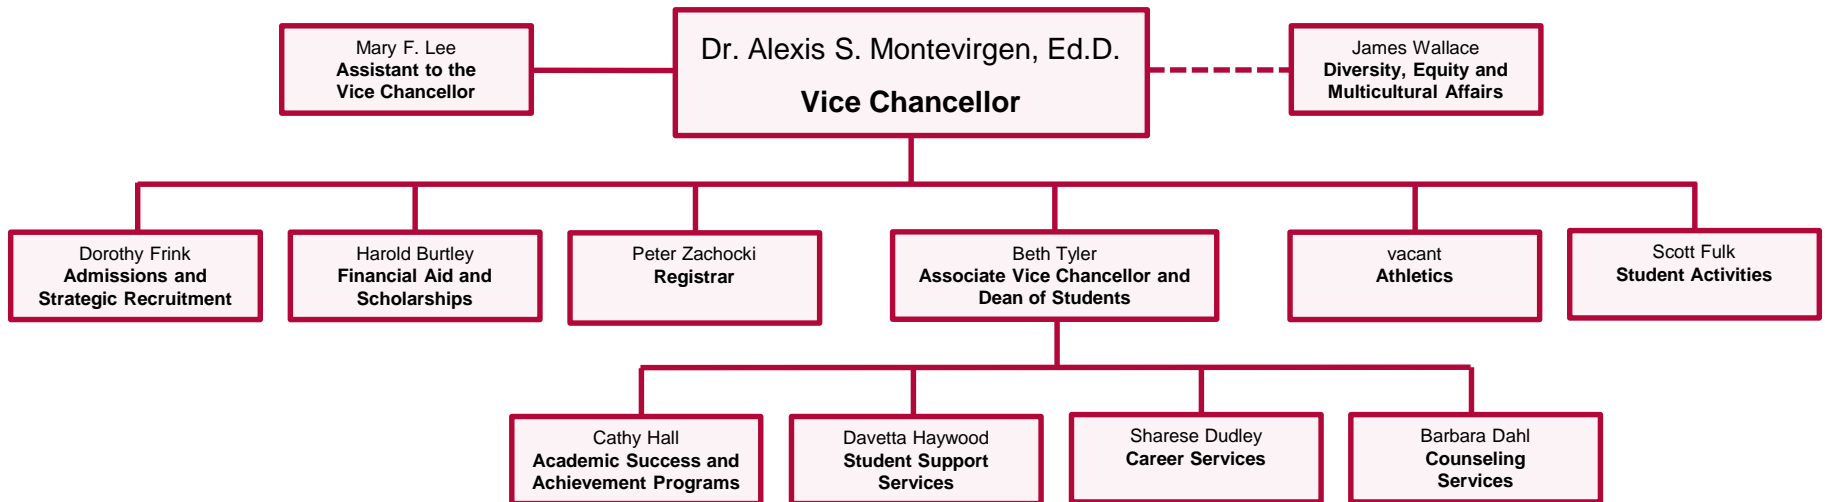 Mary F. Lee
Assistant to the
Vice Chancellor
Dr. Alexis S. Montevirgen, Ed.D.
Vice Chancellor
James Wallace
Diversity, Equity and
Multicultural Affairs
Dorothy Frink
Admissions and
Strategic Recruitment
Harold Burtley
Financial Aid and
Scholarships
Peter Zachocki
Registrar
Beth Tyler
Associate Vice Chancellor and
Dean of Students
vacant
Athletics
Scott Fulk
Student Activities
Cathy Hall
Academic Success and
Achievement Programs
Davetta Haywood
Student Support
Services
Sharese Dudley
Career Services
Barbara Dahl
Counseling
Services